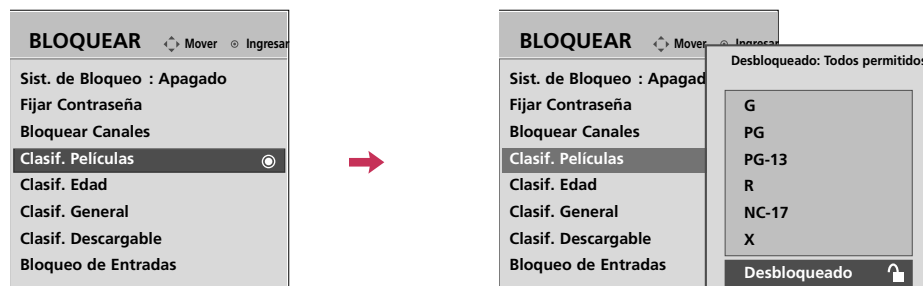 BLOQUEAR Mover Ingresar
Sist. de Bloqueo : Apagado
Fijar Contraseña
Bloquear Canales
Clasif. Películas
Clasif. Edad
Clasif. General
Clasif. Descargable
Bloqueo de Entradas
BLOQUEAR Mover Ingresar
Sist. de Bloqueo : Apagad
Fijar Contraseña
Bloquear Canales
Clasif. Películas
Clasif. Edad
Clasif. General
Clasif. Descargable
Bloqueo de Entradas
Desbloqueado: Todos permitidos
G
PG
PG-13
R
NC-17
X
Desbloqueado